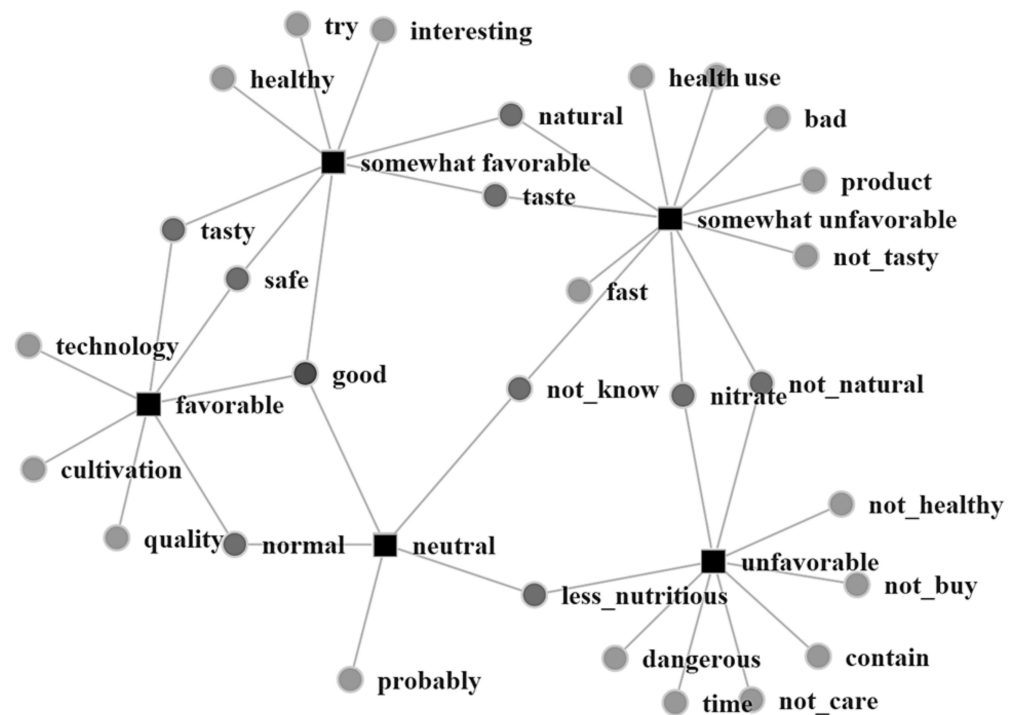 try
interesting
healthy
health
use
natural
bad
somewhat favorable
product
taste
somewhat unfavorable
tasty
not_tasty
safe
fast
technology
good
not_natural
not_know
nitrate
favorable
cultivation
not_healthy
quality
normal
neutral
unfavorable
not_buy
less_nutritious
dangerous
contain
probably
time
not_care